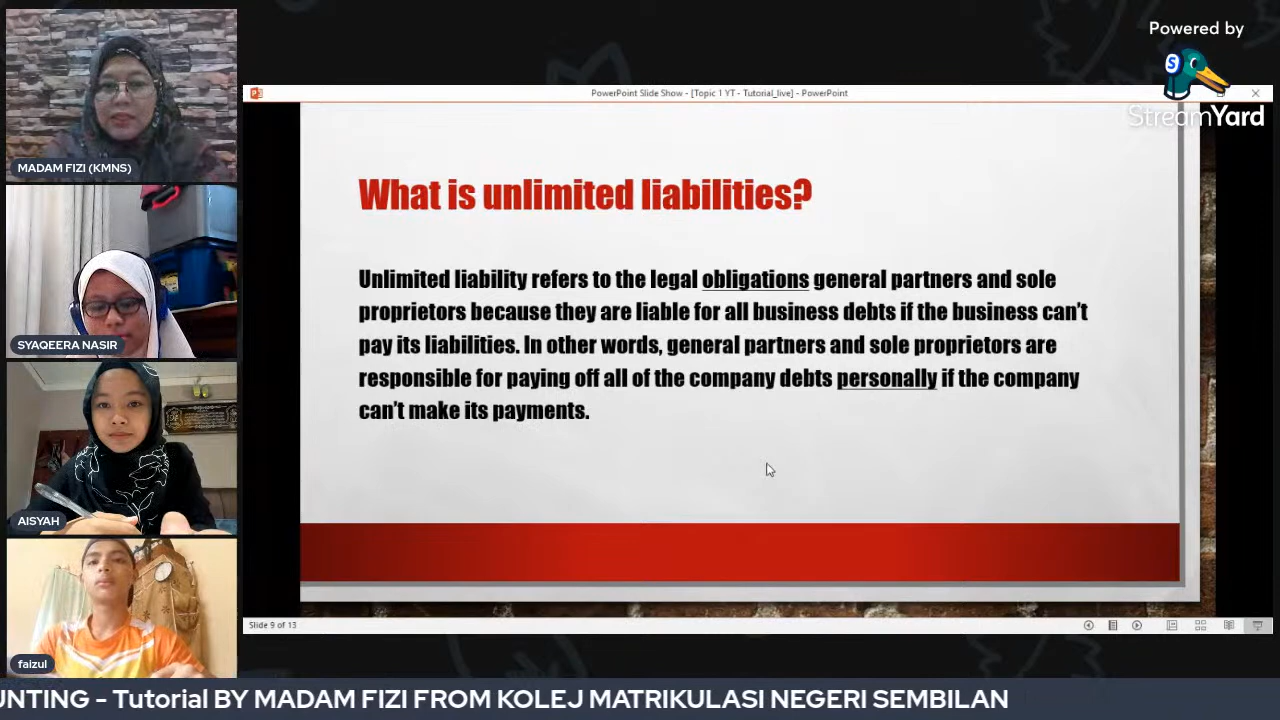 Powered by
StreamYard
PowerPoint Slide Show - [Topic 1 YT - Tutorial_live] - PowerPoint
MADAM FIZI (KMNS)
SYAQEERA NASIR
AISYAH
faizul
What is unlimited liabilities?
Unlimited liability refers to the legal obligations general partners and sole
proprietors because they are liable for all business debts if the business can't
pay its liabilities. In other words, general partners and sole proprietors are
responsible for paying off all of the company debts personally if the company
can't make its payments.
Slide 9 of 13
UNTING - Tutorial BY MADAM FIZI FROM KOLEJ MATRIKULASI NEGERI SEMBILAN